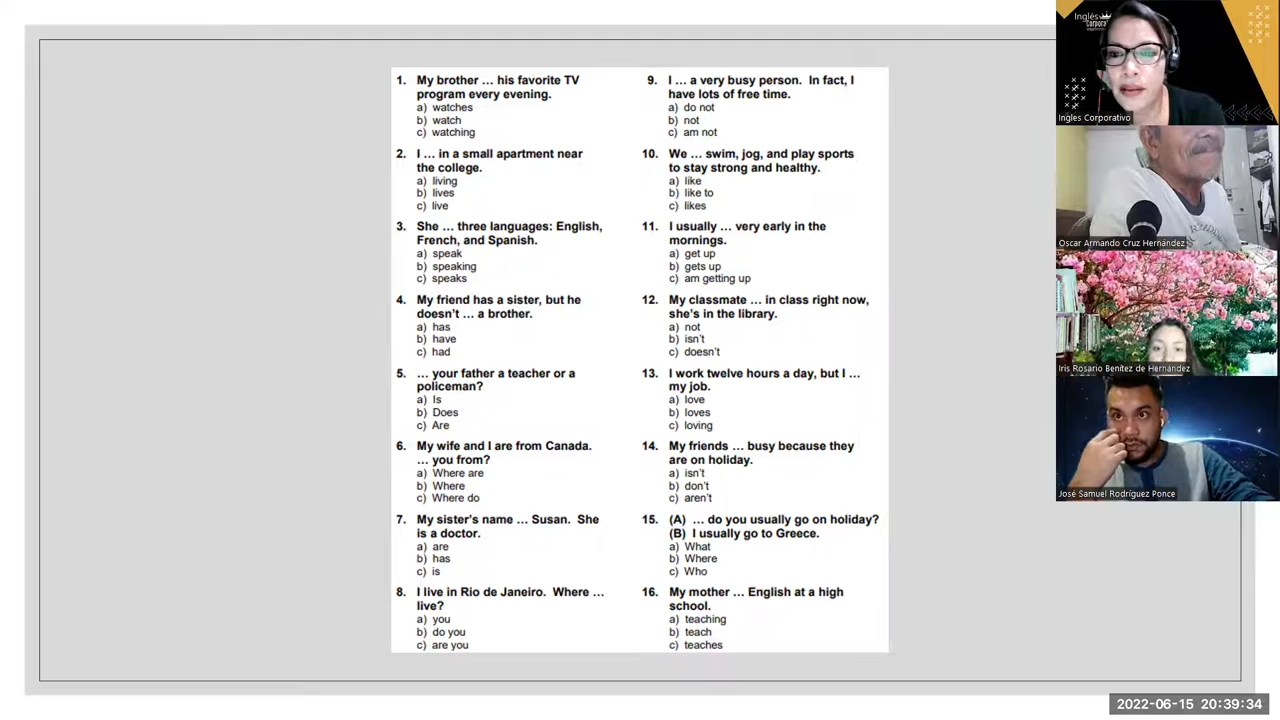 1. My brother … his favorite TV
program every evening.
a) watches
b) watch
c) watching
2. I … in a small apartment near
the college.
a) living
b) lives
c) live
3. She … three languages: English,
French, and Spanish.
a) speak
b) speaking
c) speaks
4. My friend has a sister, but he
doesn't … a brother.
a) has
b) have
c) had
5. … your father a teacher or a
policeman?
a) Is
b) Does
c) Are
6. My wife and I are from Canada.
… you from?
a) Where are
b) Where
c) Where do
7. My sister's name … Susan. She
is a doctor.
a) are
b) has
c) is
8. I live in Rio de Janeiro. Where …
live?
a) you
b) do you
c) are you
9. I … a very busy person. In fact, I
have lots of free time.
a) do not
b) not
c) am not
10. We … swim, jog, and play sports
to stay strong and healthy.
a) like
b) like to
c) likes
11. I usually … very early in the
mornings.
a) get up
b) gets up
c) am getting up
12. My classmate … in class right now,
she's in the library.
a) not
b) isn't
c) doesn't
13. I work twelve hours a day, but I …
my job.
a) love
b) loves
c) loving
14. My friends … busy because they
are on holiday.
a) isn't
b) don't
c) aren't
15. (A) … do you usually go on holiday?
(B) I usually go to Greece.
a) What
b) Where
c) Who
16. My mother … English at a high
school.
a) teaching
b) teach
c) teaches
Inglés
Corporativo
Ingles Corporativo
Oscar Armando Cruz Hernández
Iris Rosario Benítez de Hernández
José Samuel Rodríguez Ponce
2022-06-15 20:39:34